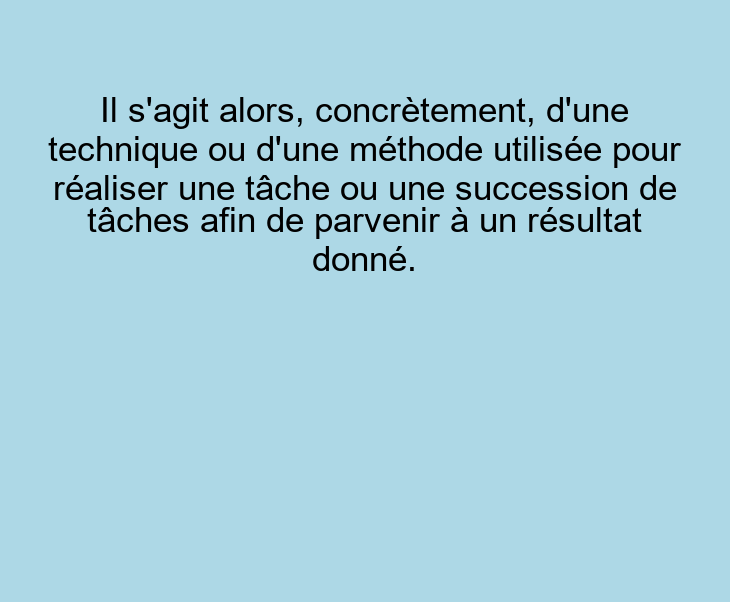 Il s'agit alors, concrètement, d'une
technique ou d'une méthode utilisée pour
réaliser une tâche ou une succession de
tâches afin de parvenir à un résultat
donné.